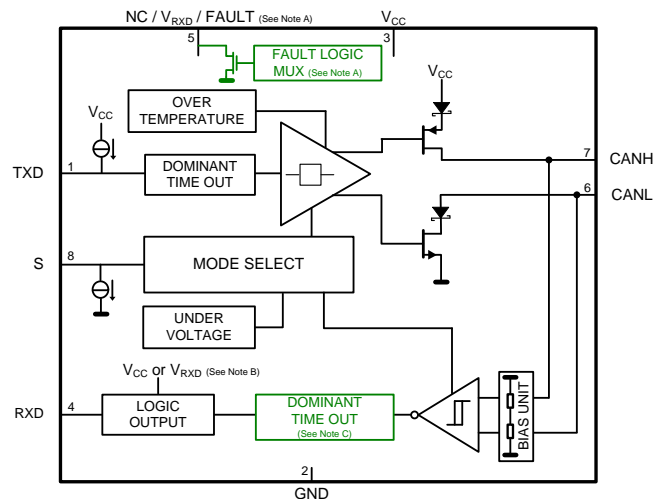 NC / VRXD / FAULT (See Note A)
VCC
5
3
FAULT LOGIC
MUX (See Note A)
VCC
OVER
TEMPERATURE
VCC
TXD
1
DOMINANT
TIME OUT
7
CANH
6
CANL
S
8
MODE SELECT
UNDER
VOLTAGE
VCC or VRXD (See Note B)
RXD
4
LOGIC
OUTPUT
DOMINANT
TIME OUT
(See Note C)
BIAS UNIT
2
GND